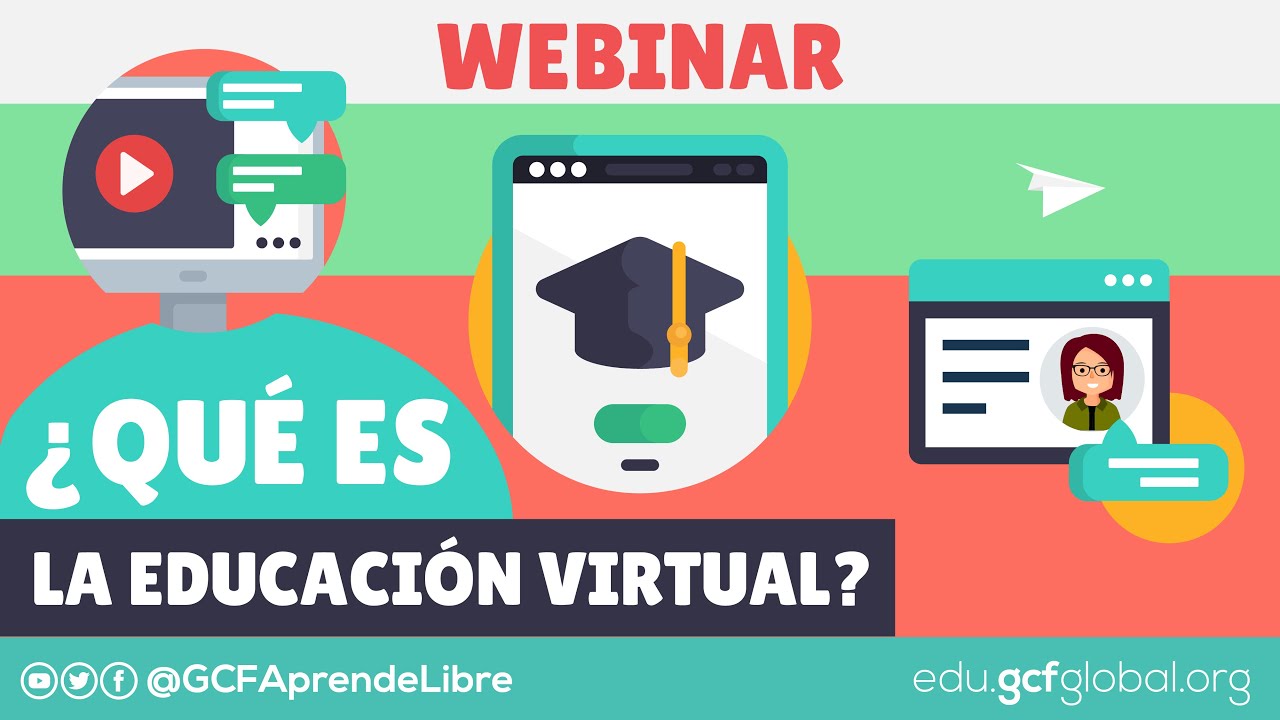 WEBINAR
¿QUÉ ES
LA EDUCACIÓN VIRTUAL?
@GCFAprendeLibre
edu.gcfglobal.org